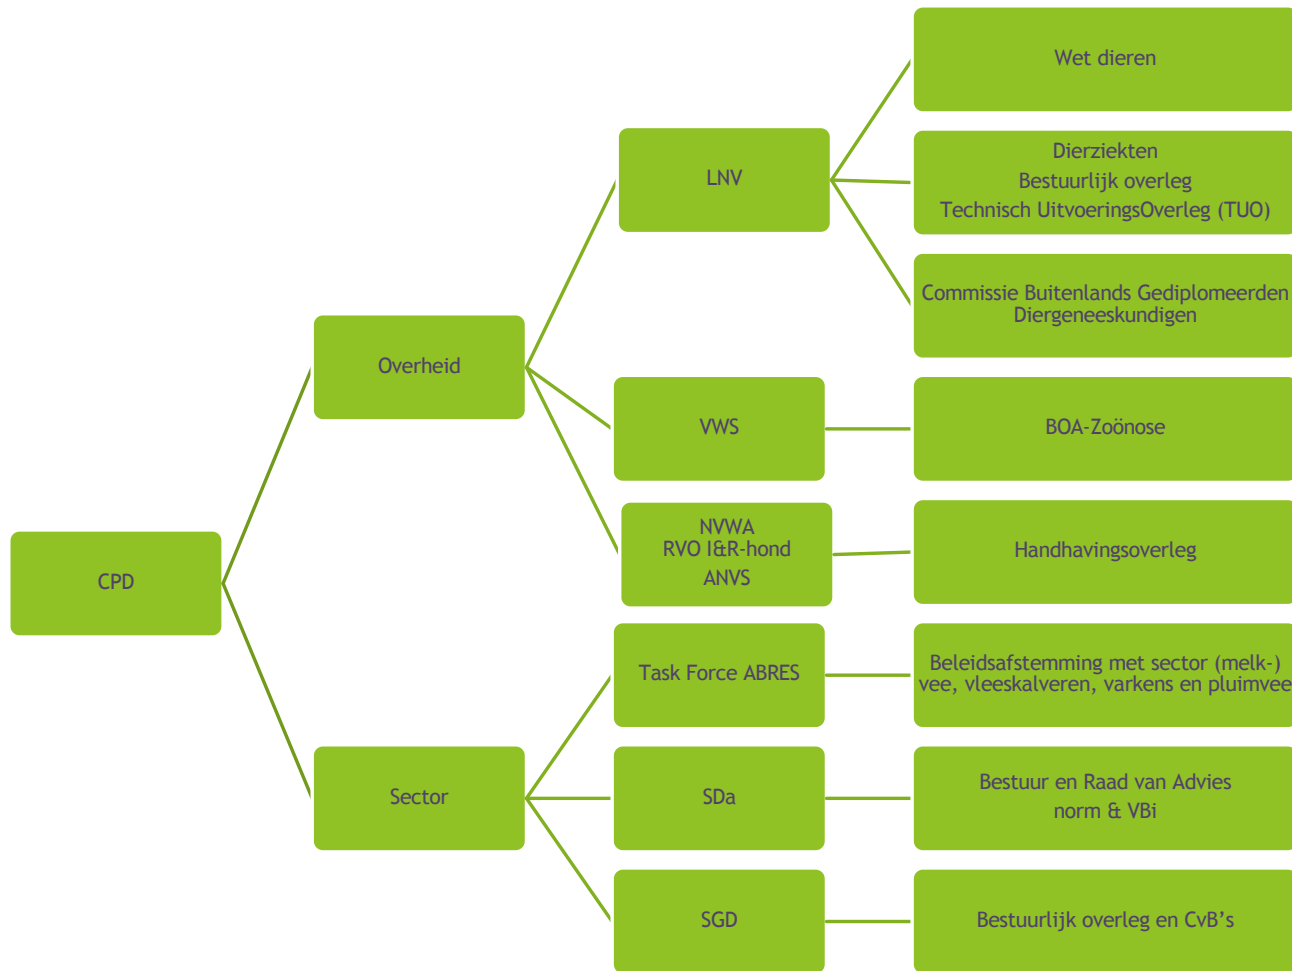 Wet dieren
Dierziekten
Bestuurlijk overleg
Technisch UitvoeringsOverleg (TUO)
LNV
Commissie Buitenlands Gediplomeerden
Diergeneeskundigen
Overheid
VWS
BOA-Zoönose
NVWA
RVO I&R-hond
ANVS
Handhavingsoverleg
CPD
Task Force ABRES
Beleidsafstemming met sector (melk-)
vee, vleeskalveren, varkens en pluimvee
Sector
SDa
Bestuur en Raad van Advies
norm & VBi
SGD
Bestuurlijk overleg en CvB’s